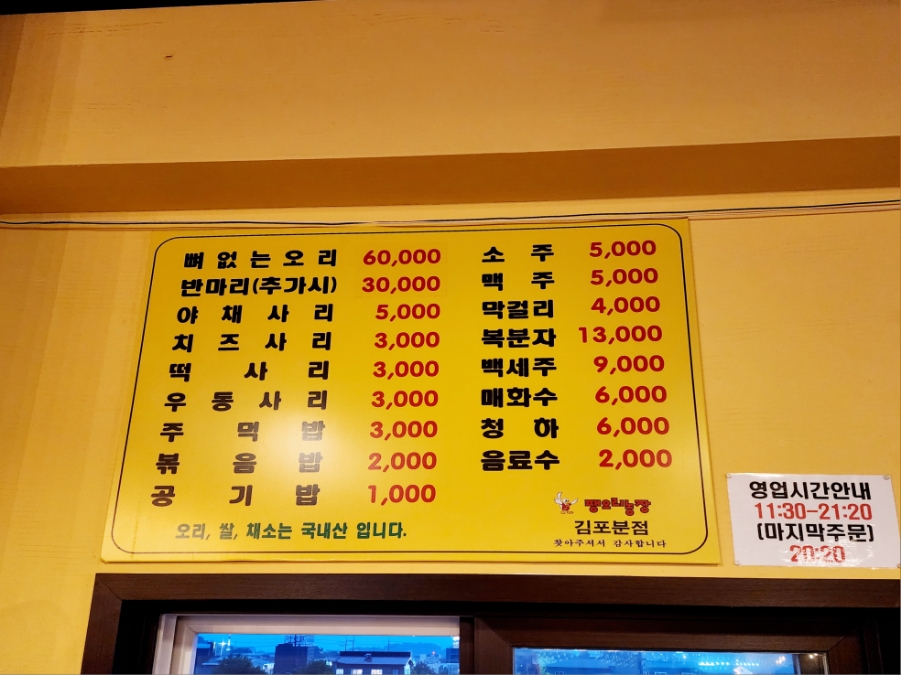 뼈없는오리 60,000
반마리(추가시) 30,000
야채사리 5,000
치즈사리 3,000
떡사리 3,000
우동사리 3,000
주먹밥 3,000
볶음밥 2,000
공기밥 1,000
오리, 쌀, 채소는 국내산 입니다.
소주 5,000
맥주 5,000
막걸리 4,000
복분자 13,000
백세주 9,000
매화수 6,000
청하 6,000
음료수 2,000
김포분점
찾아주셔서 감사합니다
영업시간안내
11:30-21:20
(마지막주문)
20:20